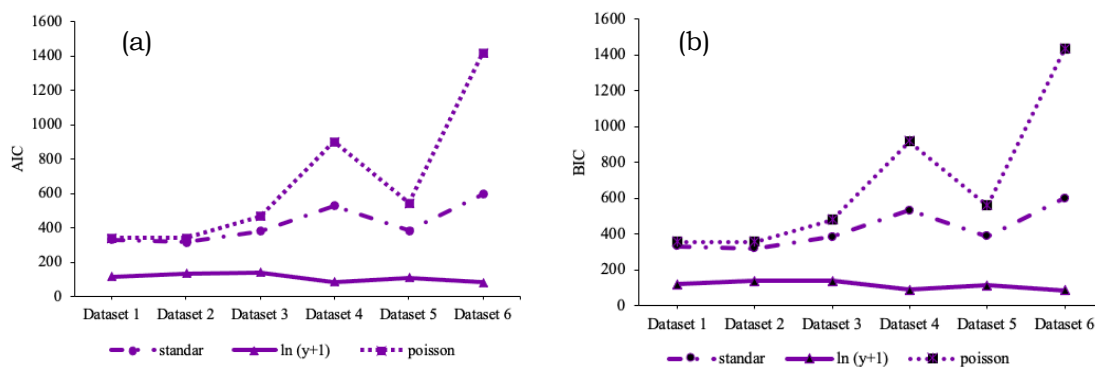 (a)
AIC
1600
1400
1200
1000
800
600
400
200
0
Dataset 1 Dataset 2 Dataset 3 Dataset 4 Dataset 5 Dataset 6
standar ln (y+1) poisson
(b)
BIC
1600
1400
1200
1000
800
600
400
200
0
Dataset 1 Dataset 2 Dataset 3 Dataset 4 Dataset 5 Dataset 6
standar ln (y+1) poisson